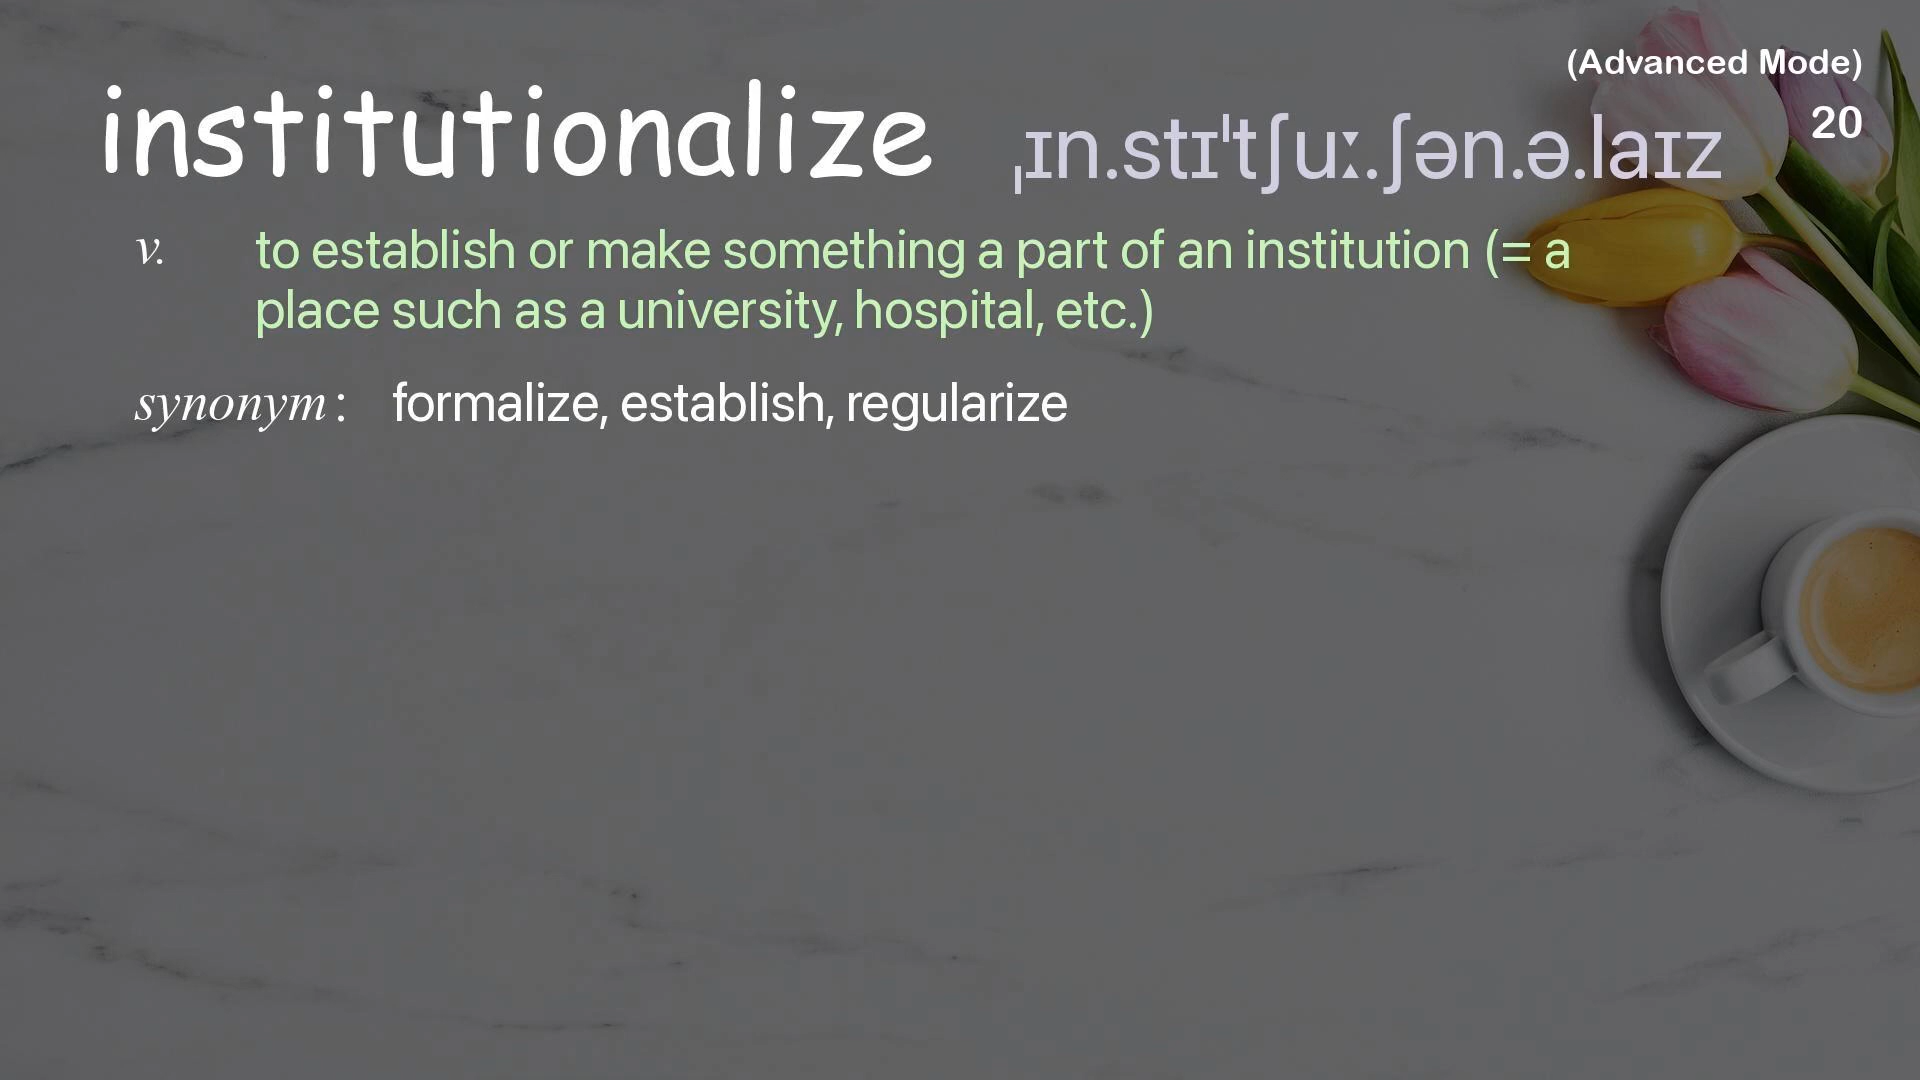 (Advanced Mode)
institutionalize ˌɪn.stɪˈtʃuː.ʃən.ə.laɪz 20
v. to establish or make something a part of an institution (= a
place such as a university, hospital, etc.)
synonym : formalize, establish, regularize